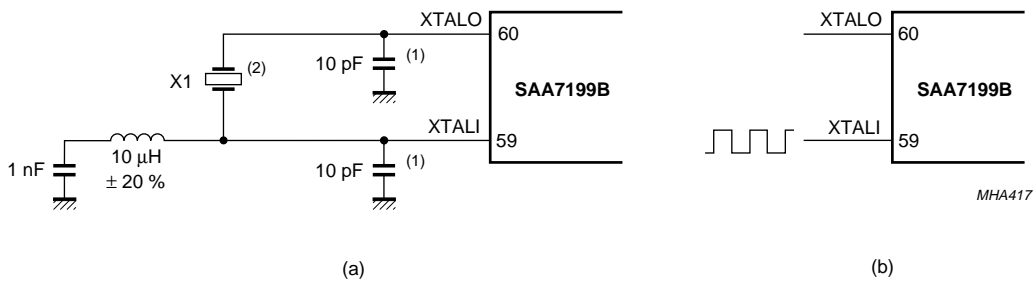 XTALO
60
10 pF (1)
X1 (2)
SAA7199B
XTALI
59
1 nF
10 μH
± 20 %
10 pF (1)
(a)
XTALO
60
SAA7199B
XTALI
59
MHA417
(b)